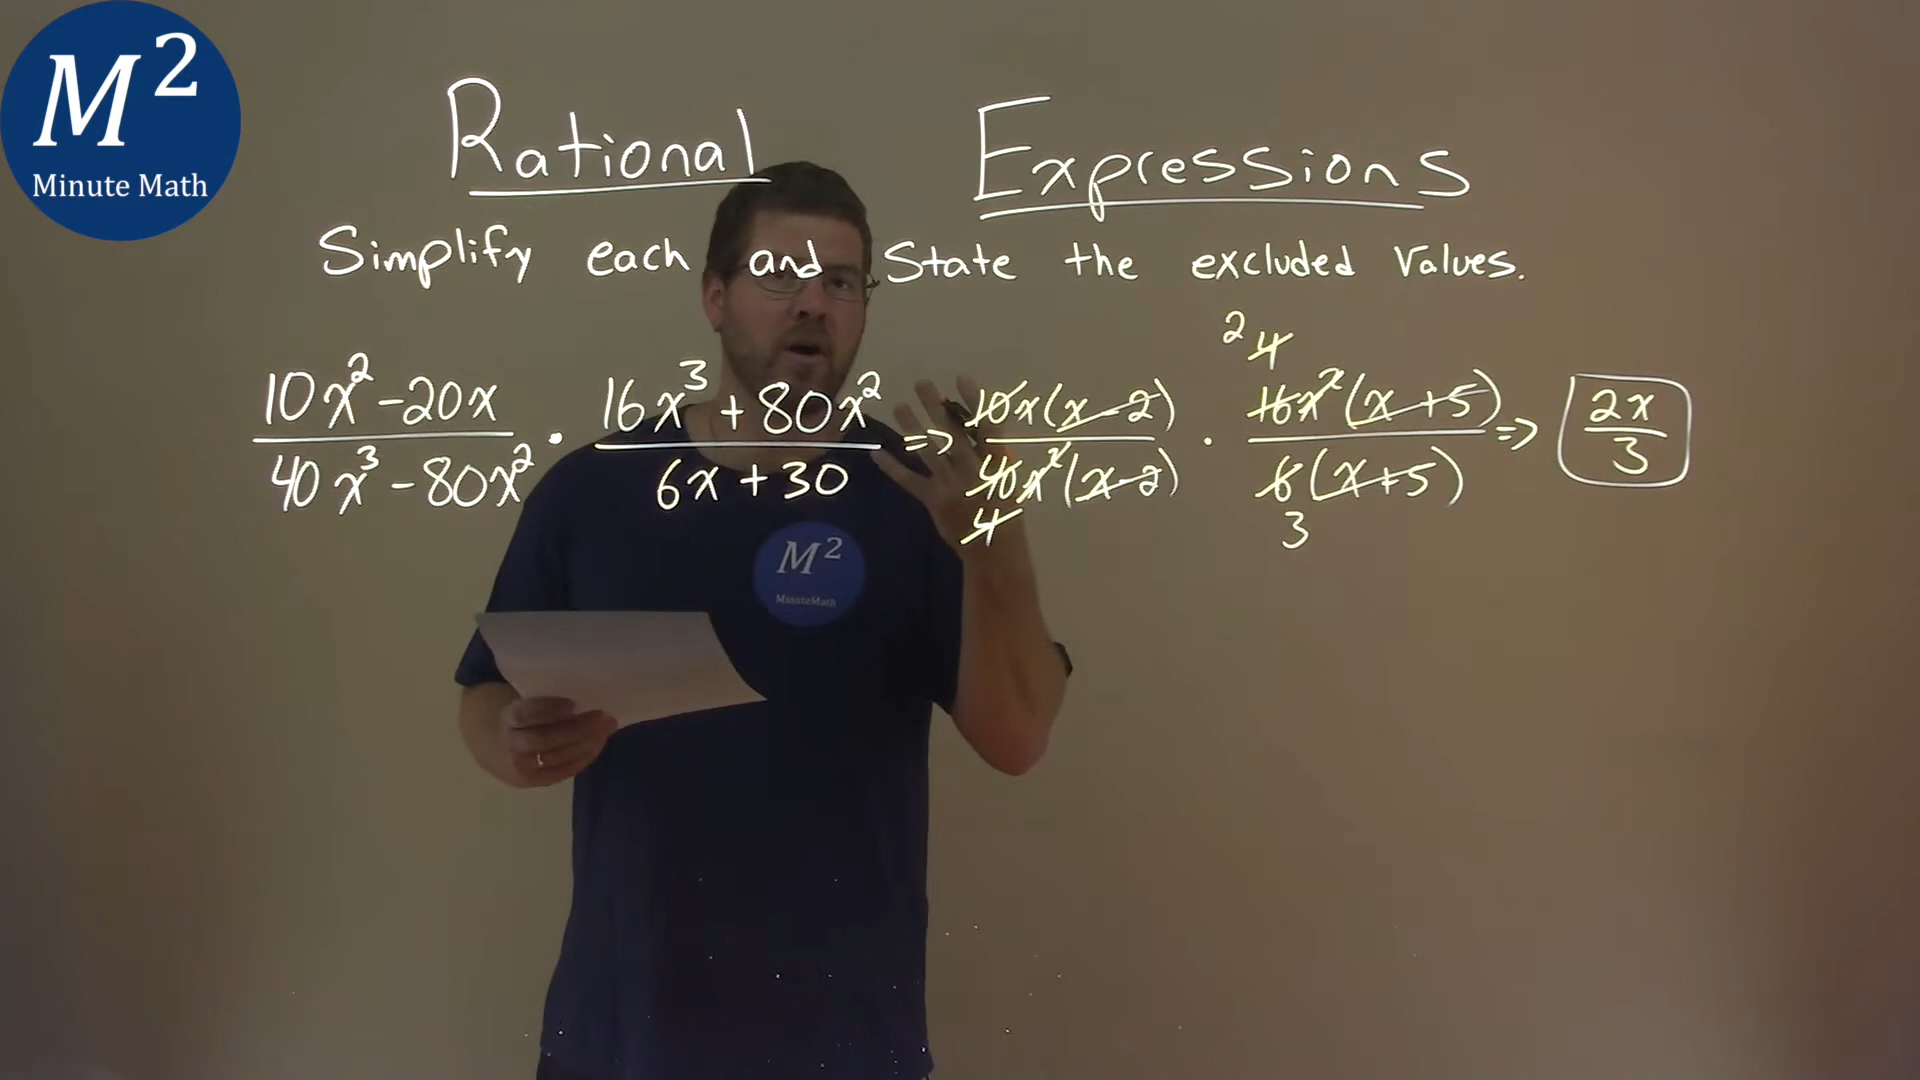 M²
Minute Math
Rational Expressions
Simplify each and State the excluded Values.
(10x² - 20x)/(40x³ - 80x²) · (16x³ + 80x²)/(6x + 30) => (10x(x-2))/(40x²(x-2)) · (16x²(x+5))/(6(x+5)) => 2x/3
2 4
4 3
M²
MinuteMath